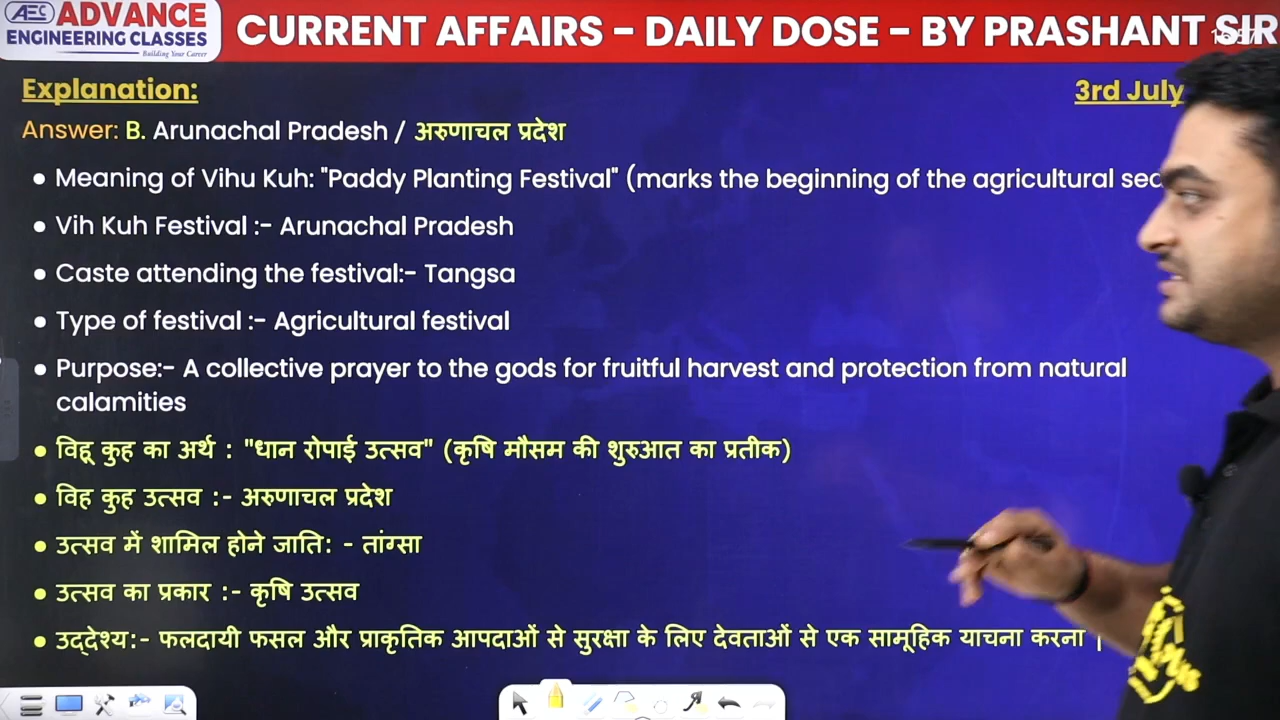 AEC ADVANCE
ENGINEERING CLASSES
Building Your Career
CURRENT AFFAIRS - DAILY DOSE - BY PRASHANT SIR
Explanation:
3rd July
Answer: B. Arunachal Pradesh / अरुणाचल प्रदेश
• Meaning of Vihu Kuh: "Paddy Planting Festival" (marks the beginning of the agricultural
• Vih Kuh Festival :- Arunachal Pradesh
• Caste attending the festival:- Tangsa
• Type of festival :- Agricultural festival
• Purpose:- A collective prayer to the gods for fruitful harvest and protection from natural
calamities
• विहू कुह का अर्थ : "धान रोपाई उत्सव" (कृषि मौसम की शुरुआत का प्रतीक)
• विह कुह उत्सव :- अरुणाचल प्रदेश
• उत्सव में शामिल होने जाति: - तांग्सा
• उत्सव का प्रकार :- कृषि उत्सव
• उद्देश्य:- फलदायी फसल और प्राकृतिक आपदाओं से सुरक्षा के लिए देवताओं से एक सामूहिक याचना करना |